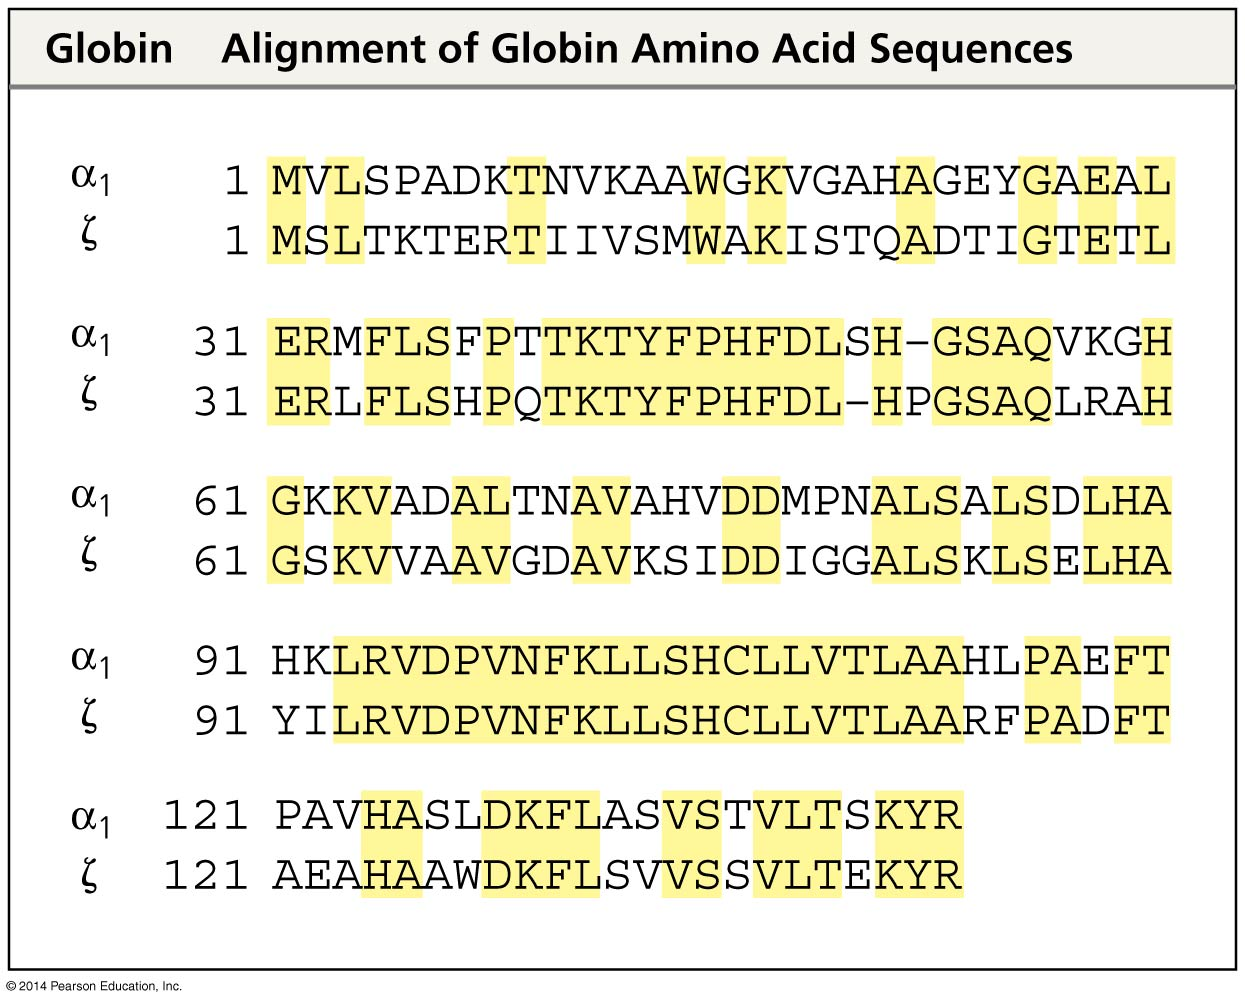 Globin Alignment of Globin Amino Acid Sequences
α1 1 MVLSPADKTNVKAAWGKVGAHAGEYGAEAL
ζ 1 MSLTKTERTIIVSMWAKISTQADTIGTETL
α1 31 ERMFLSFPTTKTYFPHFDLSH–GSAQVKGH
ζ 31 ERLFLSHPQTKTYFPHFDL–HPGSAQLRAH
α1 61 GKKVADALTNAVAHVDDMPNALSALSDLHA
ζ 61 GSKVVAAVGDAVKSIDDIGGALSKLSELHA
α1 91 HKLRVDPVNFKLLSHCLLVTLAAHLPAEFT
ζ 91 YILRVDPVNFKLLSHCLLVTLAARFPADFT
α1 121 PAVHASLDKFLASVSTVLTSKYR
ζ 121 AEAHAAWDKFLSVVSSVLTEKYR
© 2014 Pearson Education, Inc.